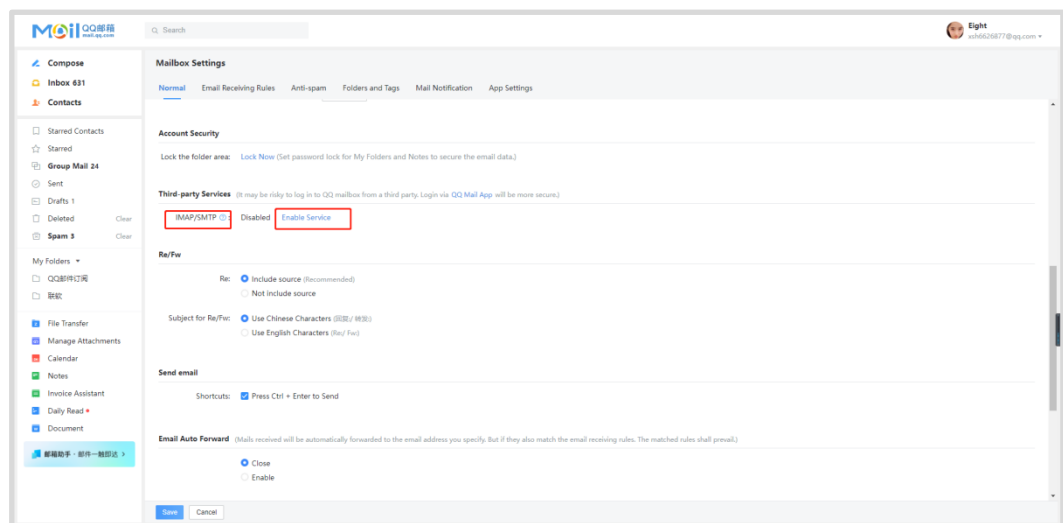 MOil QQ邮箱
mail.qq.com
Search
Eight
xsh6626877@qq.com
Compose
Inbox 631
Contacts
Starred Contacts
Starred
Group Mail 24
Sent
Drafts 1
Deleted Clear
Spam 3 Clear
My Folders
QQ邮件订阅
联软
File Transfer
Manage Attachments
Calendar
Notes
Invoice Assistant
Daily Read
Document
邮箱助手 · 邮件一触即达 >
Mailbox Settings
Normal Email Receiving Rules Anti-spam Folders and Tags Mail Notification App Settings
Account Security
Lock the folder area: Lock Now (Set password lock for My Folders and Notes to secure the email data.)
Third-party Services (It may be risky to log in to QQ mailbox from a third party. Login via QQ Mail App will be more secure.)
IMAP/SMTP ? : Disabled Enable Service
Re/Fw
Re: Include source (Recommended)
Not include source
Subject for Re/Fw: Use Chinese Characters (回复:/ 转发:)
Use English Characters (Re:/ Fw:)
Send email
Shortcuts: Press Ctrl + Enter to Send
Email Auto Forward (Mails received will be automatically forwarded to the email address you specify. But if they also match the email receiving rules. The matched rules shall prevail.)
Close
Enable
Save Cancel